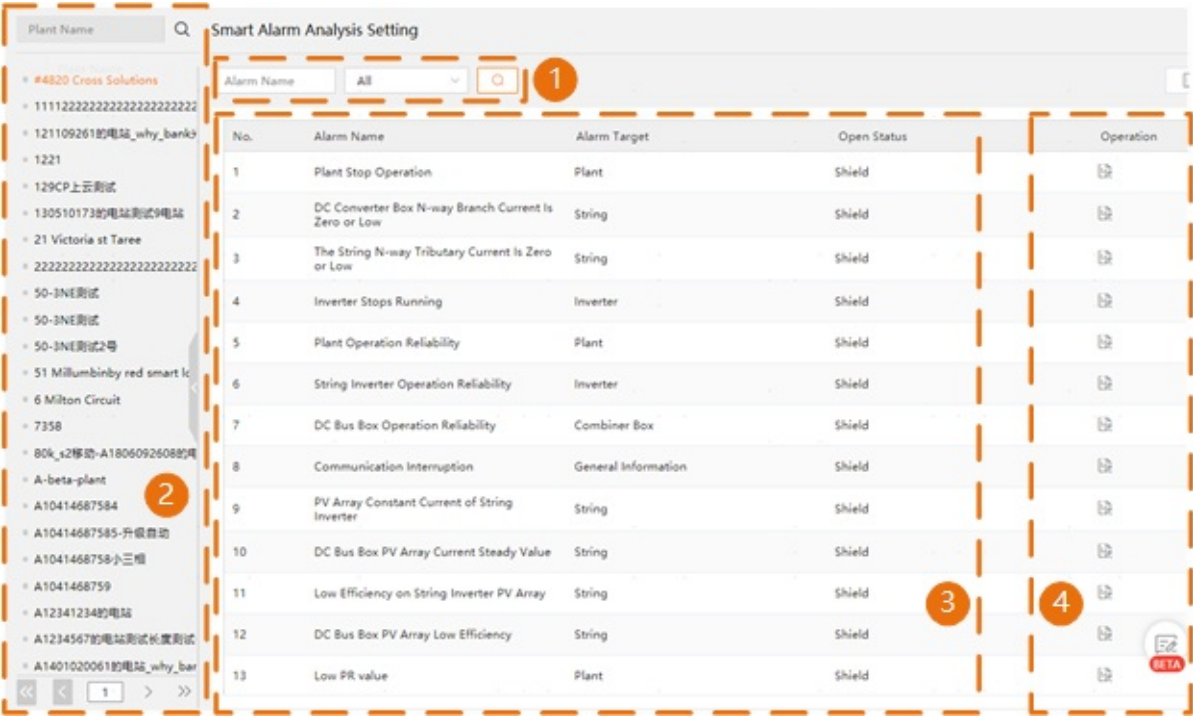 Plant Name
Smart Alarm Analysis Setting
Alarm Name
All
1
#4820 Cross Solutions
1111222222222222222222222
121109261的电站_why_bank
1221
129CP上云测试
130510173的电站测试9电站
21 Victoria st Taree
2222222222222222222222222
50-3NE测试
50-3NE测试
50-3NE测试2号
51 Millumbinby red smart lo
6 Milton Circuit
7358
80k_s2移动-A1806092608的电
A-beta-plant
2
A10414687584
A10414687585-升级自动
A1041468758小三相
A1041468759
A12341234的电站
A1234567的电站测试长度测试
A1401020061的电站_why_bar
1
No.
Alarm Name
Alarm Target
Open Status
Operation
1
Plant Stop Operation
Plant
Shield
2
DC Converter Box N-way Branch Current Is
Zero or Low
String
Shield
3
The String N-way Tributary Current Is Zero
or Low
String
Shield
4
Inverter Stops Running
Inverter
Shield
5
Plant Operation Reliability
Plant
Shield
6
String Inverter Operation Reliability
Inverter
Shield
7
DC Bus Box Operation Reliability
Combiner Box
Shield
8
Communication Interruption
General Information
Shield
9
PV Array Constant Current of String
Inverter
String
Shield
10
DC Bus Box PV Array Current Steady Value
String
Shield
11
Low Efficiency on String Inverter PV Array
String
Shield
3
4
12
DC Bus Box PV Array Low Efficiency
String
Shield
BETA
13
Low PR value
Plant
Shield